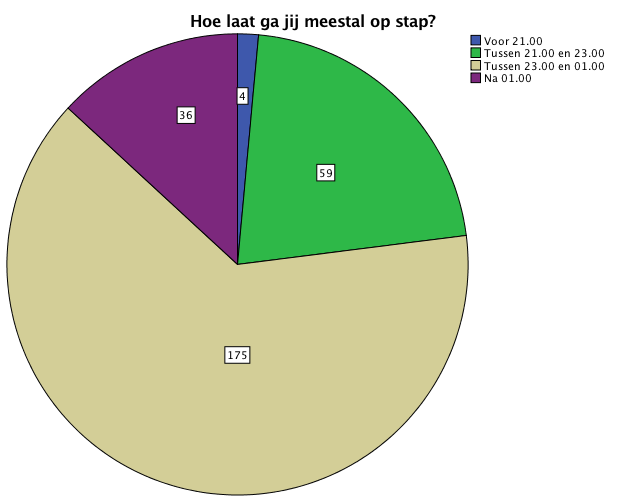 Hoe laat ga jij meestal op stap?
Voor 21.00
Tussen 21.00 en 23.00
Tussen 23.00 en 01.00
Na 01.00
4
36
59
175